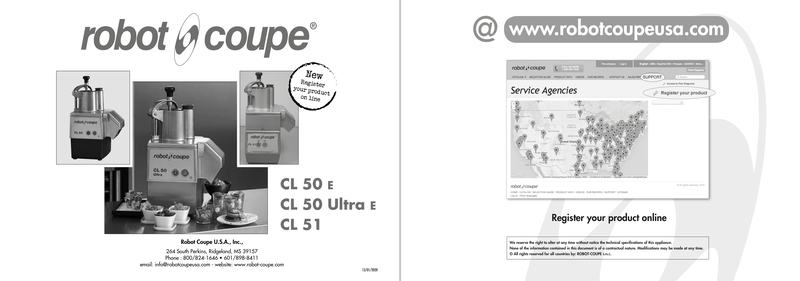 robot coupe®
New
Register
your product
on line
robot coupe
CL 50
Ultra
robot coupe
CL 50 E
CL 50 Ultra E
CL 51
Robot Coupe U.S.A., Inc.,
264 South Perkins, Ridgeland, MS 39157
Phone : 800/824-1646 • 601/898-8411
email: info@robotcoupeusa.com - website: www.robot-coupe.com
@ www.robotcoupeusa.com
robot coupe
SUPPORT
Register your product
Service Agencies
robot coupe
Register your product online
We reserve the right to alter at any time without notice the technical specifications of this appliance.
None of the information contained in this document is of a contractual nature. Modifications may be made at any time.
© All rights reserved for all countries by: ROBOT-COUPE s.n.c.